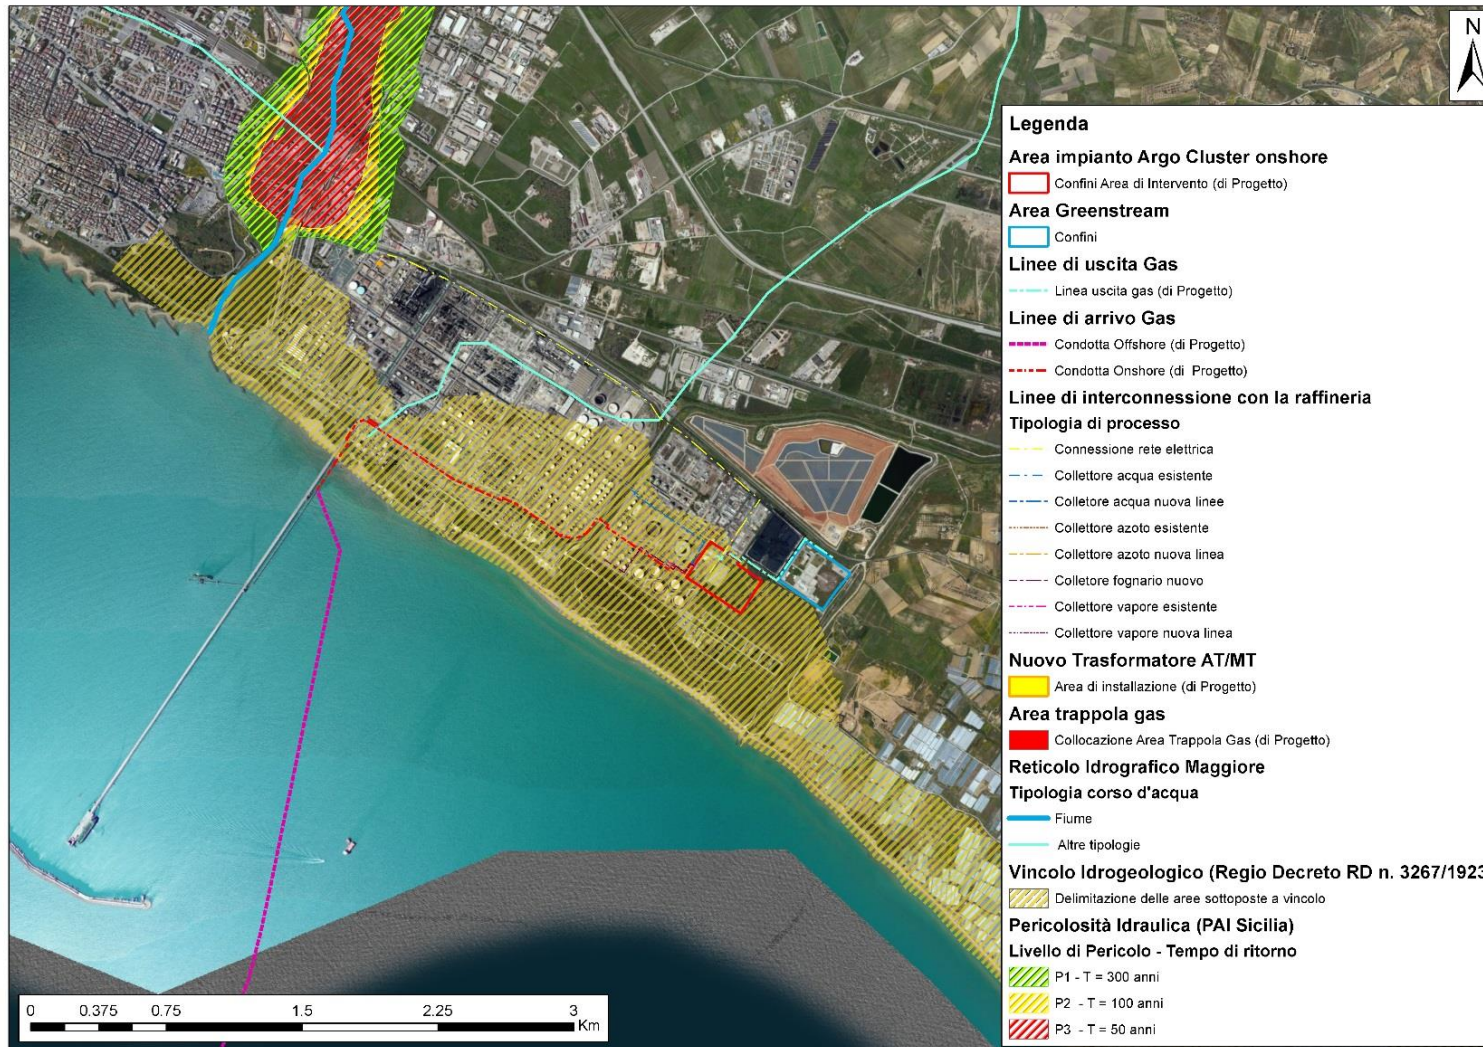 N
Legenda
Area impianto Argo Cluster onshore
Confini Area di Intervento (di Progetto)
Area Greenstream
Confini
Linee di uscita Gas
Linea uscita gas (di Progetto)
Linee di arrivo Gas
Condotta Offshore (di Progetto)
Condotta Onshore (di Progetto)
Linee di interconnessione con la raffineria
Tipologia di processo
Connessione rete elettrica
Collettore acqua esistente
Colletore acqua nuova linee
Collettore azoto esistente
Collettore azoto nuova linea
Colletore fognario nuovo
Collettore vapore esistente
Collettore vapore nuova linea
Nuovo Trasformatore AT/MT
Area di installazione (di Progetto)
Area trappola gas
Collocazione Area Trappola Gas (di Progetto)
Reticolo Idrografico Maggiore
Tipologia corso d'acqua
Fiume
Altre tipologie
Vincolo Idrogeologico (Regio Decreto RD n. 3267/1923
Delimitazione delle aree sottoposte a vincolo
Pericolosità Idraulica (PAI Sicilia)
Livello di Pericolo - Tempo di ritorno
P1 - T = 300 anni
P2 - T = 100 anni
P3 - T = 50 anni
0 0.375 0.75 1.5 2.25 3
Km